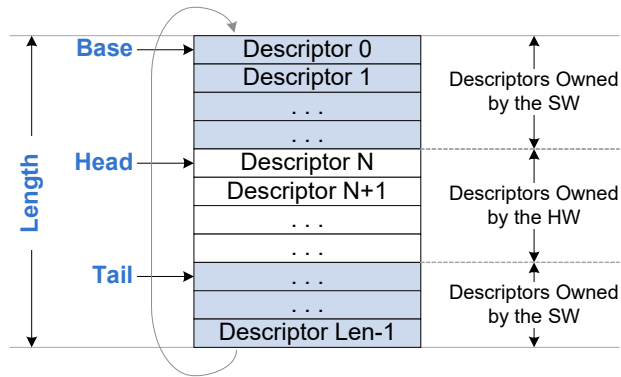 Base
Descriptor 0
Descriptor 1
. . .
. . .
Descriptors Owned
by the SW
Length
Head
Descriptor N
Descriptor N+1
. . .
. . .
Descriptors Owned
by the HW
Tail
. . .
. . .
Descriptor Len-1
Descriptors Owned
by the SW